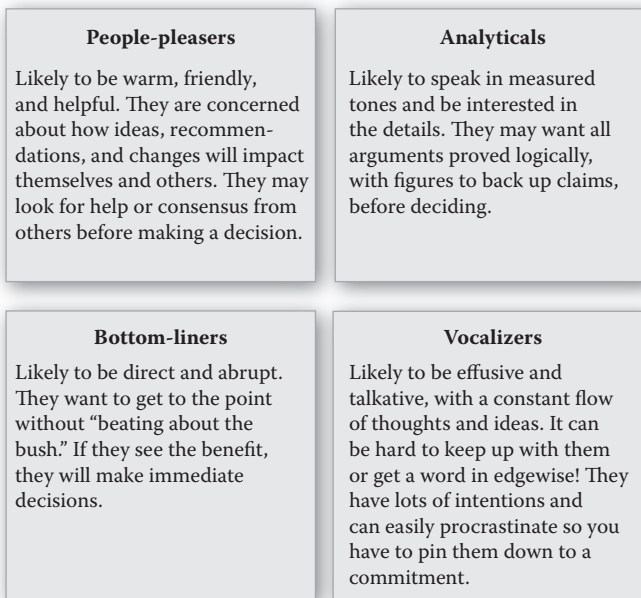 People-pleasers
Likely to be warm, friendly,
and helpful. They are concerned
about how ideas, recommen-
dations, and changes will impact
themselves and others. They may
look for help or consensus from
others before making a decision.
Analyticals
Likely to speak in measured
tones and be interested in
the details. They may want all
arguments proved logically,
with figures to back up claims,
before deciding.
Bottom-liners
Likely to be direct and abrupt.
They want to get to the point
without “beating about the
bush.” If they see the benefit,
they will make immediate
decisions.
Vocalizers
Likely to be effusive and
talkative, with a constant flow
of thoughts and ideas. It can
be hard to keep up with them
or get a word in edgewise! They
have lots of intentions and
can easily procrastinate so you
have to pin them down to a
commitment.